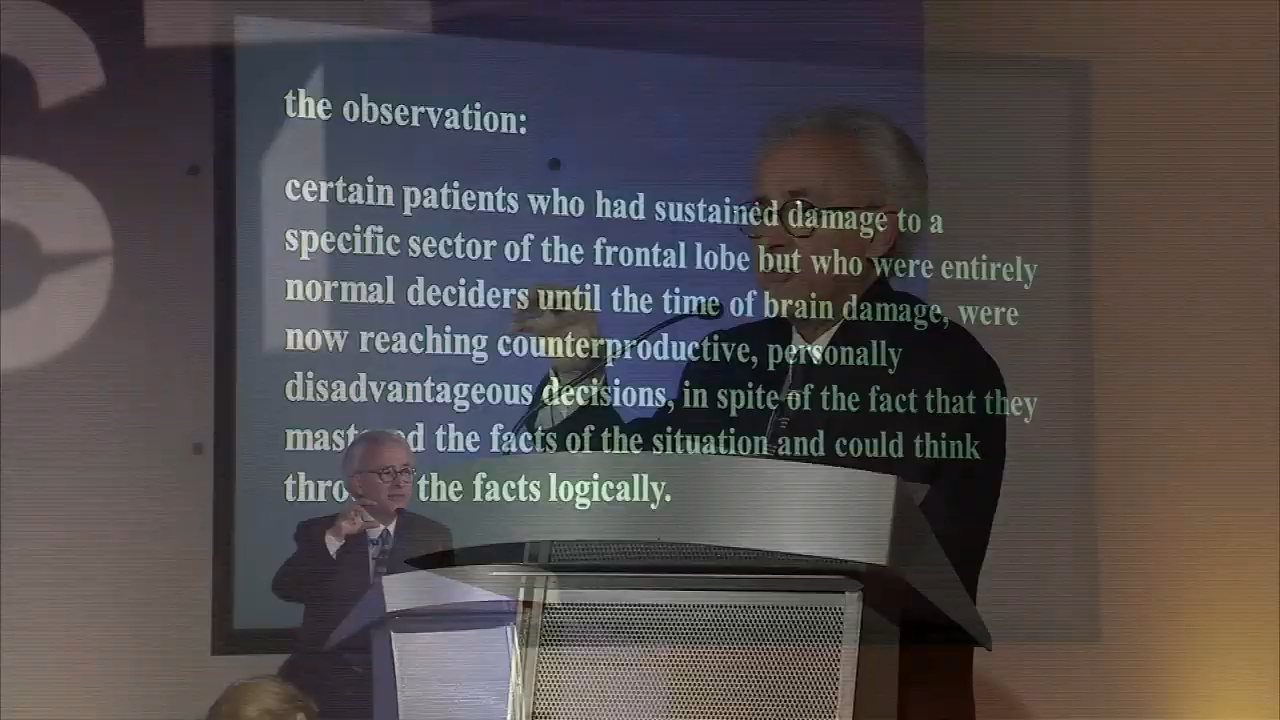 the observation:
certain patients who had sustained damage to a
specific sector of the frontal lobe but who were entirely
normal deciders until the time of brain damage, were
now reaching counterproductive, personally
disadvantageous decisions, in spite of the fact that they
the facts of the situation and could think
the facts logically.